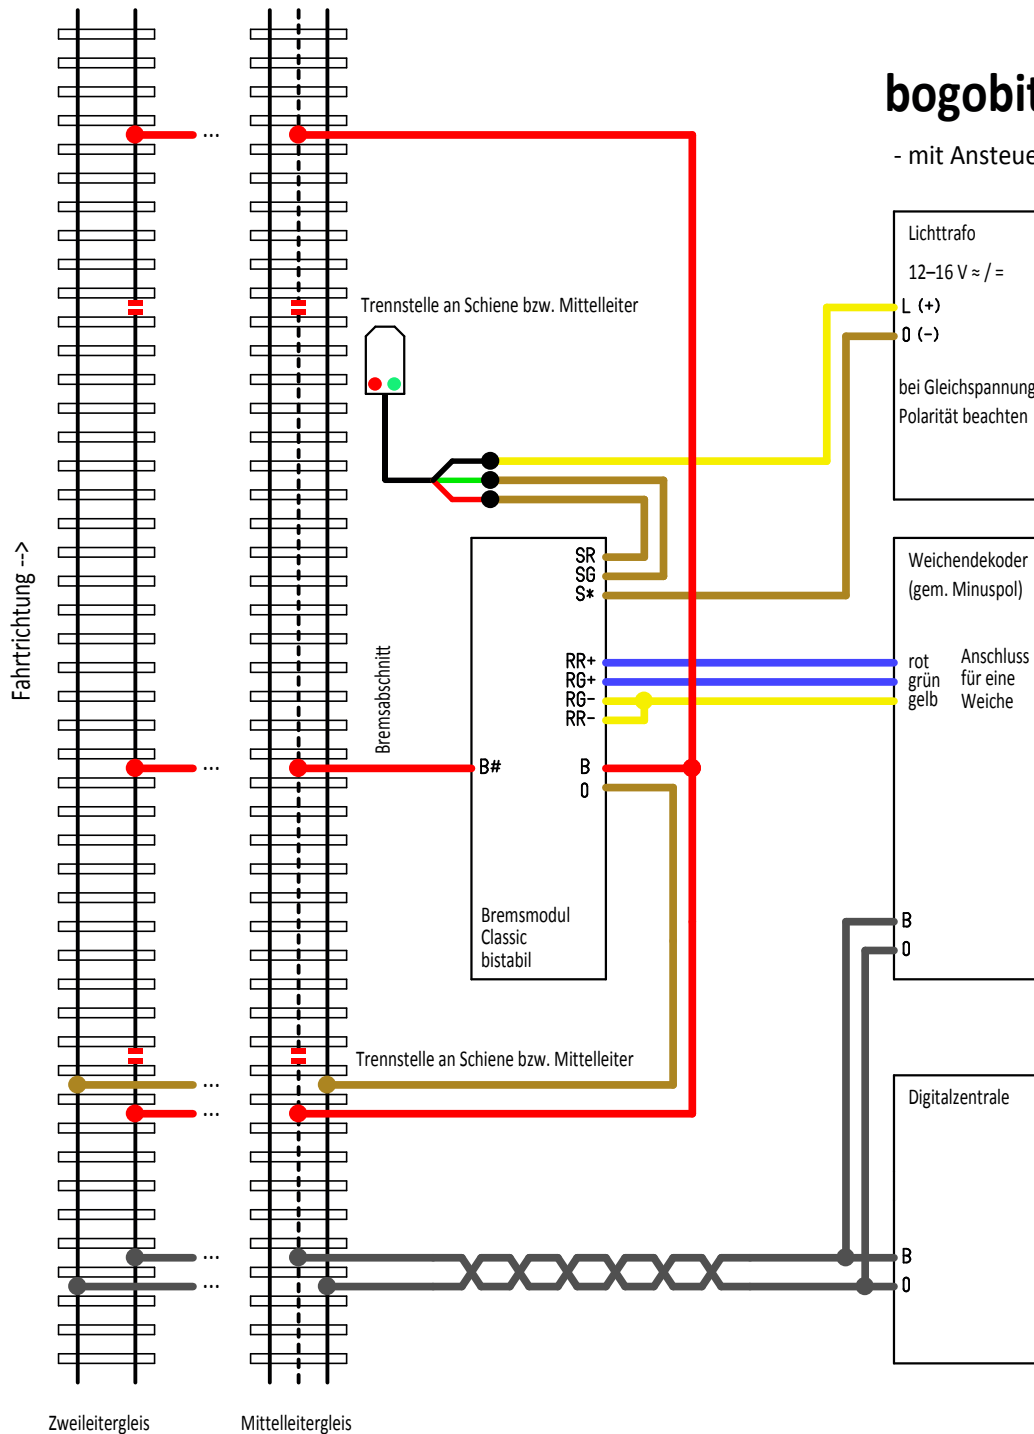 bogobit
- mit Ansteue
...
Lichttrafo
12–16 V ≈ / =
L (+)
0 (−)
Trennstelle an Schiene bzw. Mittelleiter
bei Gleichspannung
Polarität beachten
Fahrtrichtung -->
SR
SG
S*
Weichendekoder
(gem. Minuspol)
Bremsabschnitt
RR+
RG+
RG-
RR-
rot
grün
gelb
Anschluss
für eine
Weiche
...
B#
B
0
Bremsmodul
Classic
bistabil
B
0
Trennstelle an Schiene bzw. Mittelleiter
...
...
Digitalzentrale
...
...
B
0
Zweileitergleis
Mittelleitergleis